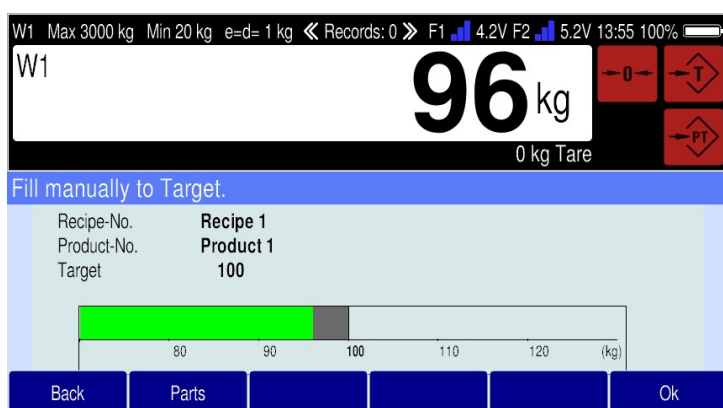 W1 Max 3000 kg Min 20 kg e=d= 1 kg ≪ Records: 0 ≫ F1 4.2V F2 5.2V 13:55 100%
W1
96 kg
→0←
→T
→PT
0 kg Tare
Fill manually to Target.
Recipe-No. Recipe 1
Product-No. Product 1
Target 100
80 90 100 110 120 (kg)
Back Parts Ok